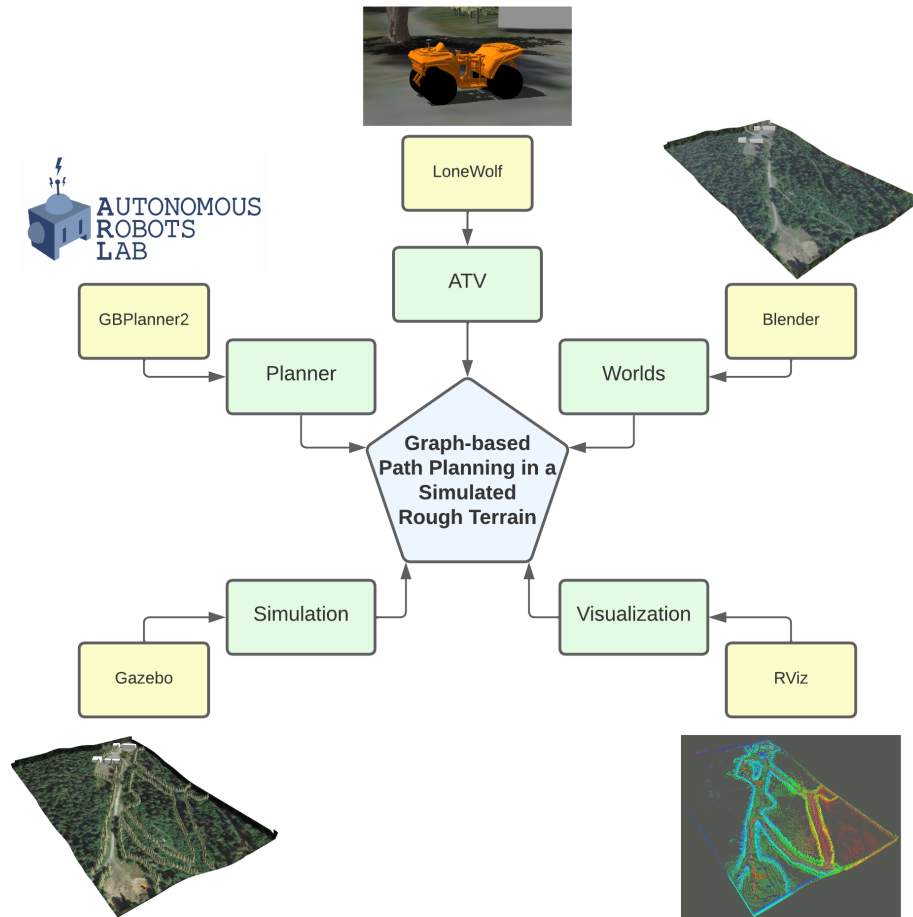 LoneWolf
AUTONOMOUS
ROBOTS
LAB
ATV
GBPlanner2
Blender
Planner
Worlds
Graph-based
Path Planning in a
Simulated
Rough Terrain
Simulation
Visualization
Gazebo
RViz